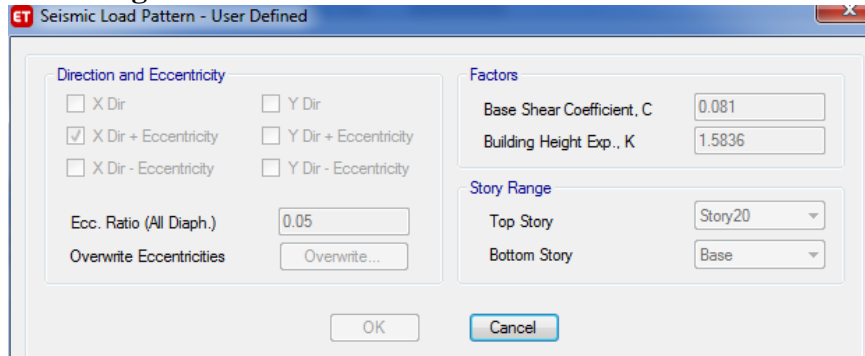 ET Seismic Load Pattern - User Defined
Direction and Eccentricity
X Dir
Y Dir
X Dir + Eccentricity
Y Dir + Eccentricity
X Dir - Eccentricity
Y Dir - Eccentricity
Ecc. Ratio (All Diaph.)
0.05
Overwrite Eccentricities
Overwrite...
Factors
Base Shear Coefficient, C
0.081
Building Height Exp., K
1.5836
Story Range
Top Story
Story20
Bottom Story
Base
OK
Cancel